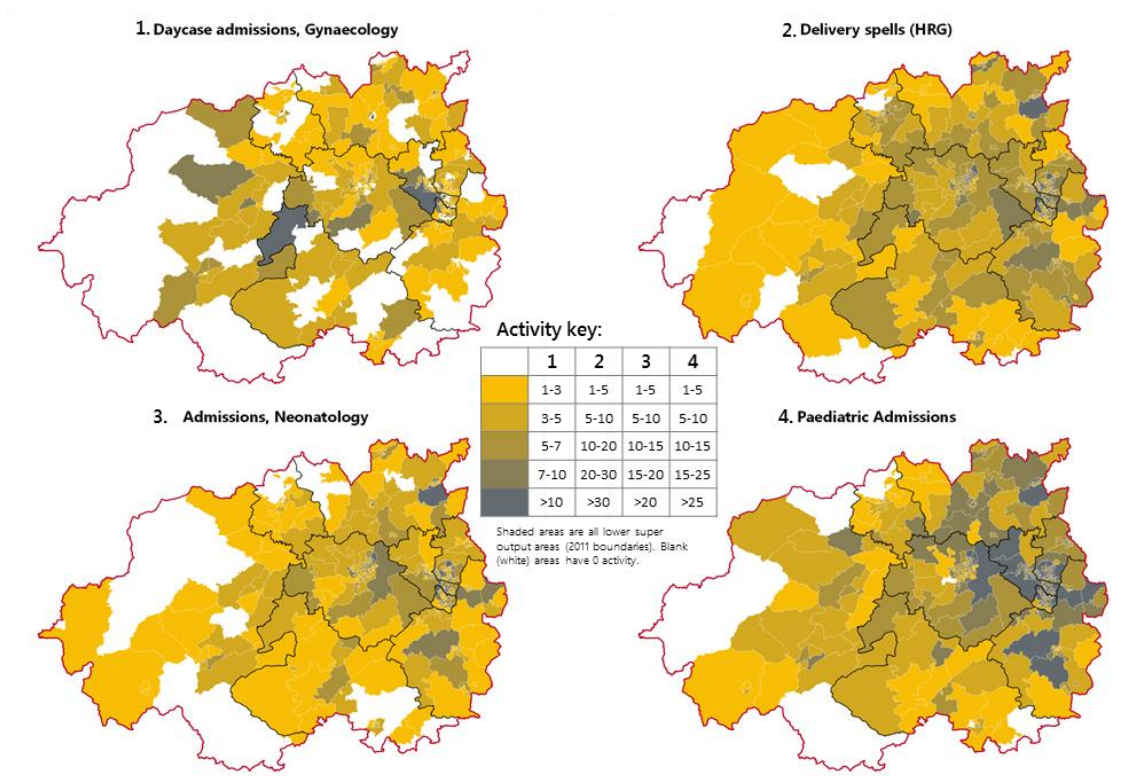 1. Daycase admissions, Gynaecology
2. Delivery spells (HRG)
Activity key:
1 2 3 4
1-3 1-5 1-5 1-5
3-5 5-10 5-10 5-10
5-7 10-20 10-15 10-15
7-10 20-30 15-20 15-25
>10 >30 >20 >25
Shaded areas are all lower super
output areas (2011 boundaries). Blank
(white) areas have 0 activity.
3. Admissions, Neonatology
4. Paediatric Admissions